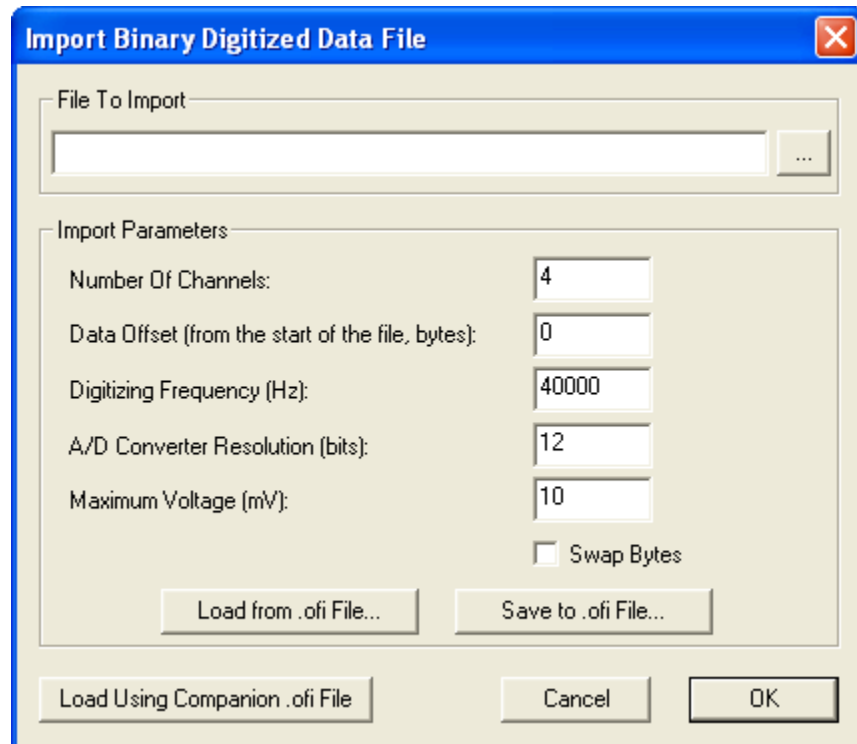 Import Binary Digitized Data File
File To Import
...
Import Parameters
Number Of Channels: 4
Data Offset (from the start of the file, bytes): 0
Digitizing Frequency (Hz): 40000
A/D Converter Resolution (bits): 12
Maximum Voltage (mV): 10
Swap Bytes
Load from .ofi File... Save to .ofi File...
Load Using Companion .ofi File Cancel OK